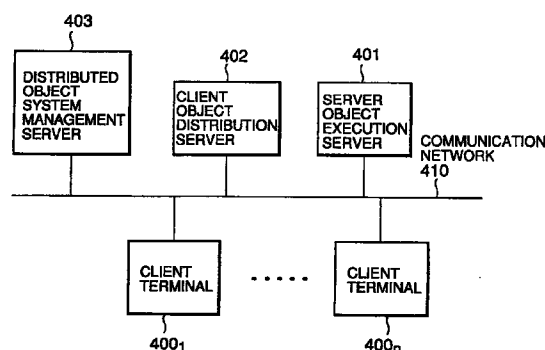 403
402
401
DISTRIBUTED
OBJECT
SYSTEM
MANAGEMENT
SERVER
CLIENT
OBJECT
DISTRIBUTION
SERVER
SERVER
OBJECT
EXECUTION
SERVER
COMMUNICATION
NETWORK
410
CLIENT
TERMINAL
CLIENT
TERMINAL
400₁
400ₙ